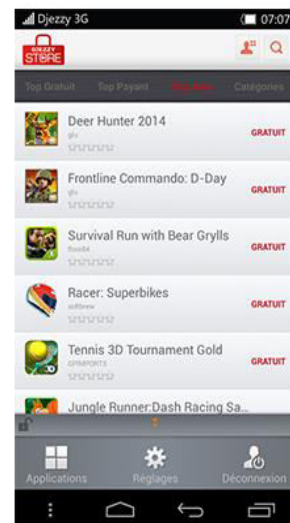 Djezzy 3G
07:07
DJEZZY
STORE
Top Gratuit Top Payant Catégories
Deer Hunter 2014
glu
GRATUIT
Frontline Commando: D-Day
glu
GRATUIT
Survival Run with Bear Grylls
GRATUIT
Racer: Superbikes
softbrew
GRATUIT
Tennis 3D Tournament Gold
GRATUIT
Jungle Runner:Dash Racing Sa...
Applications Réglages Déconnexion